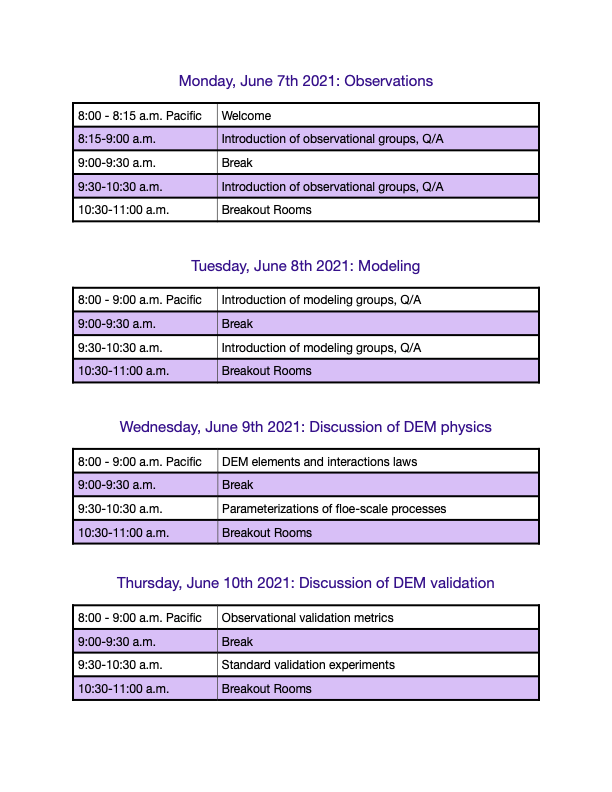 Monday, June 7th 2021: Observations
8:00 - 8:15 a.m. Pacific Welcome
8:15-9:00 a.m. Introduction of observational groups, Q/A
9:00-9:30 a.m. Break
9:30-10:30 a.m. Introduction of observational groups, Q/A
10:30-11:00 a.m. Breakout Rooms
Tuesday, June 8th 2021: Modeling
8:00 - 9:00 a.m. Pacific Introduction of modeling groups, Q/A
9:00-9:30 a.m. Break
9:30-10:30 a.m. Introduction of modeling groups, Q/A
10:30-11:00 a.m. Breakout Rooms
Wednesday, June 9th 2021: Discussion of DEM physics
8:00 - 9:00 a.m. Pacific DEM elements and interactions laws
9:00-9:30 a.m. Break
9:30-10:30 a.m. Parameterizations of floe-scale processes
10:30-11:00 a.m. Breakout Rooms
Thursday, June 10th 2021: Discussion of DEM validation
8:00 - 9:00 a.m. Pacific Observational validation metrics
9:00-9:30 a.m. Break
9:30-10:30 a.m. Standard validation experiments
10:30-11:00 a.m. Breakout Rooms